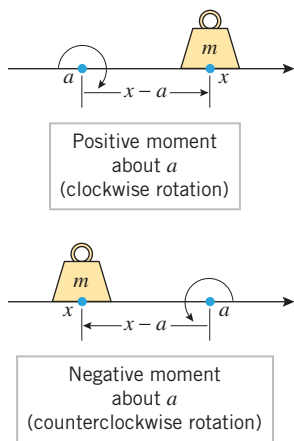 m
a
x
x − a
Positive moment
about a
(clockwise rotation)
m
x
a
x − a
Negative moment
about a
(counterclockwise rotation)